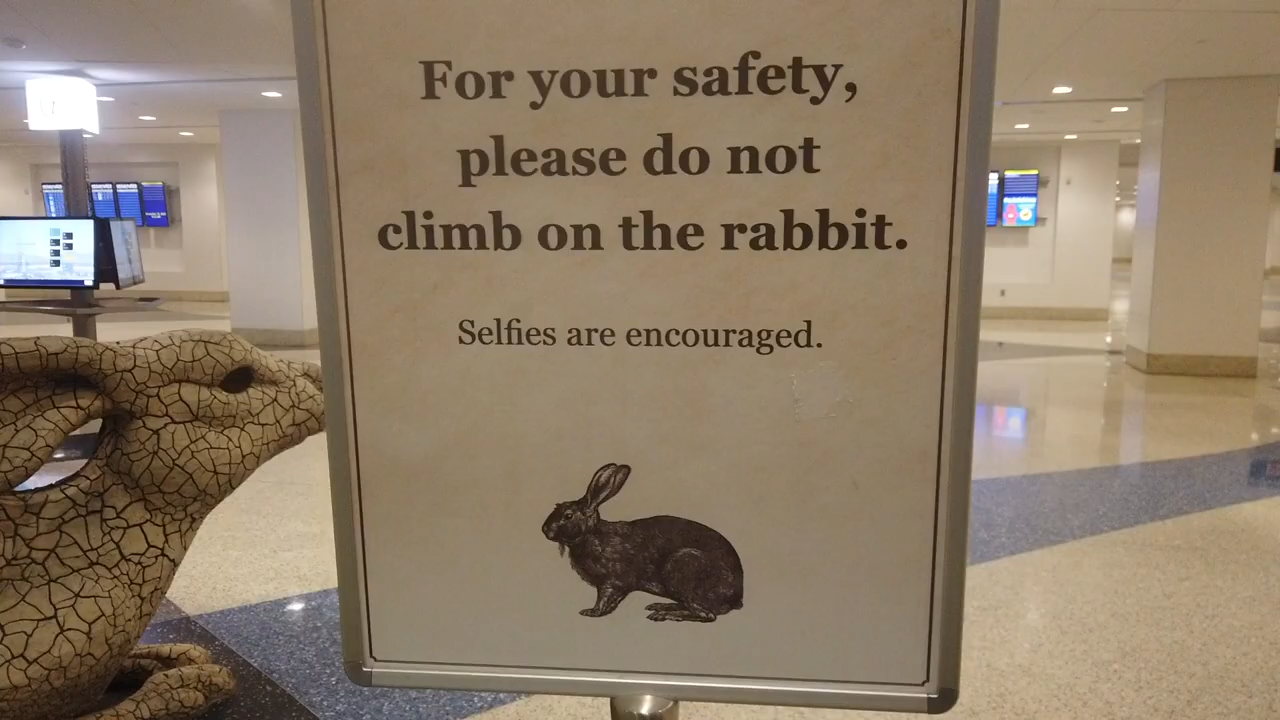 For your safety,
please do not
climb on the rabbit.
Selfies are encouraged.